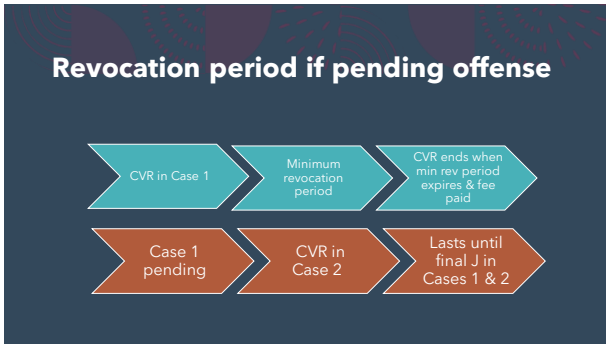 Revocation period if pending offense
CVR in Case 1
Minimum
revocation
period
CVR ends when
min rev period
expires & fee
paid
Case 1
pending
CVR in
Case 2
Lasts until
final J in
Cases 1 & 2